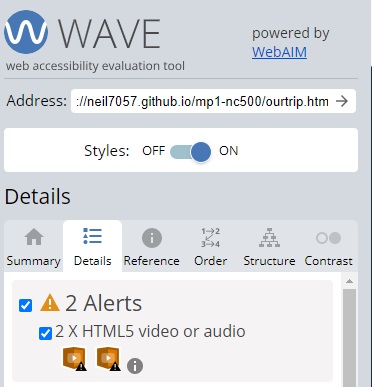 WAVE
web accessibility evaluation tool
powered by
WebAIM
Address: ://neil7057.github.io/mp1-nc500/ourtrip.htm
Styles: OFF ON
Details
Summary Details Reference Order Structure Contrast
2 Alerts
2 X HTML5 video or audio